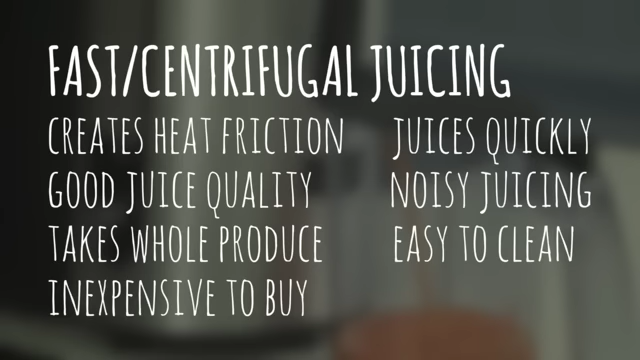 FAST/CENTRIFUGAL JUICING
CREATES HEAT FRICTION
GOOD JUICE QUALITY
TAKES WHOLE PRODUCE
INEXPENSIVE TO BUY
JUICES QUICKLY
NOISY JUICING
EASY TO CLEAN